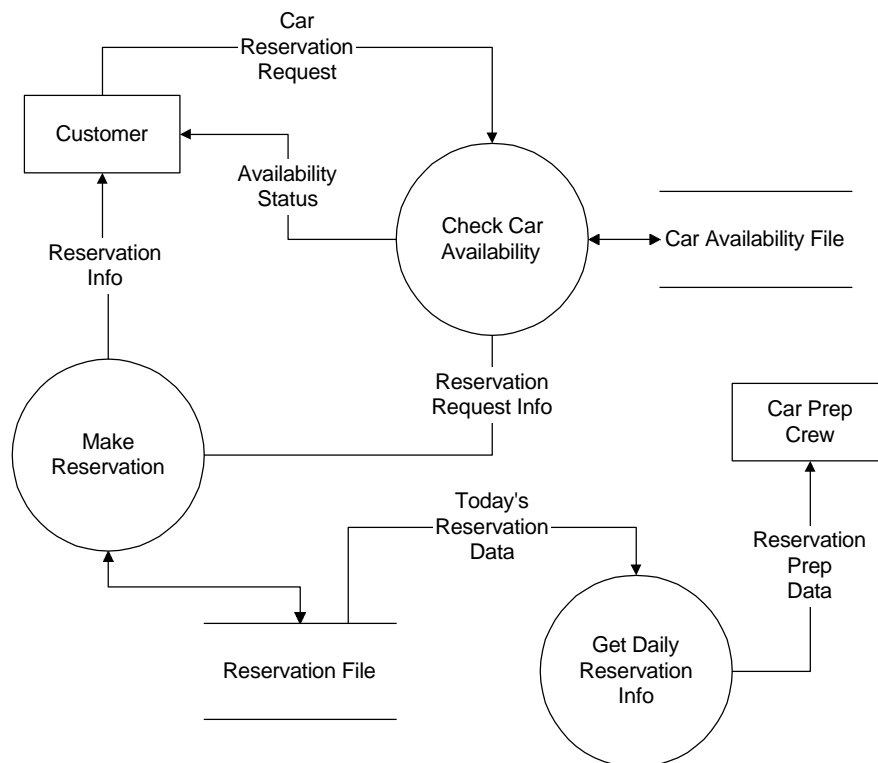 Car
Reservation
Request
Customer
Availability
Status
Check Car
Availability
Car Availability File
Reservation
Info
Reservation
Request Info
Car Prep
Crew
Make
Reservation
Today's
Reservation
Data
Reservation
Prep
Data
Reservation File
Get Daily
Reservation
Info